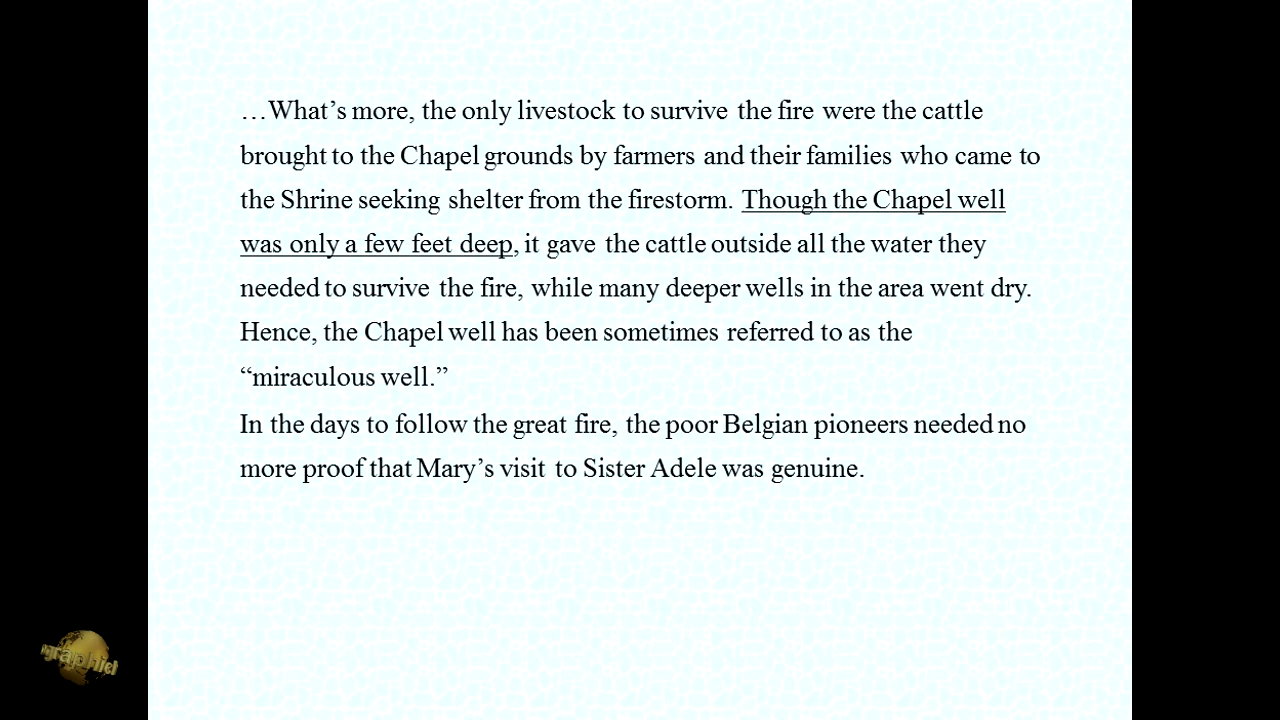 …What’s more, the only livestock to survive the fire were the cattle
brought to the Chapel grounds by farmers and their families who came to
the Shrine seeking shelter from the firestorm. Though the Chapel well
was only a few feet deep, it gave the cattle outside all the water they
needed to survive the fire, while many deeper wells in the area went dry.
Hence, the Chapel well has been sometimes referred to as the
“miraculous well.”
In the days to follow the great fire, the poor Belgian pioneers needed no
more proof that Mary’s visit to Sister Adele was genuine.